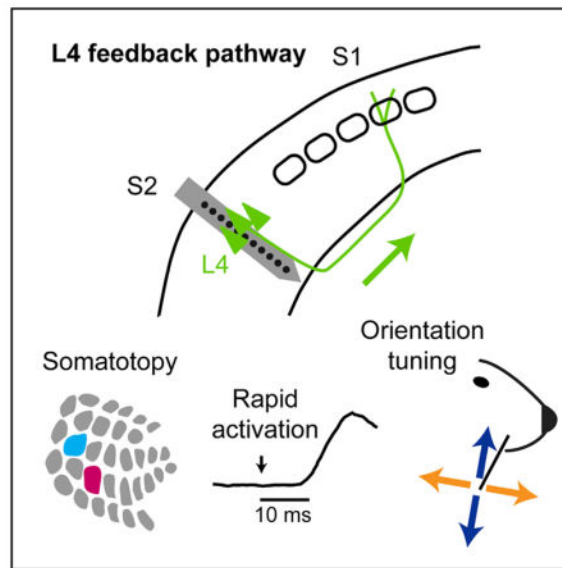 L4 feedback pathway
S1
S2
L4
Somatotopy
Rapid
activation
10 ms
Orientation
tuning